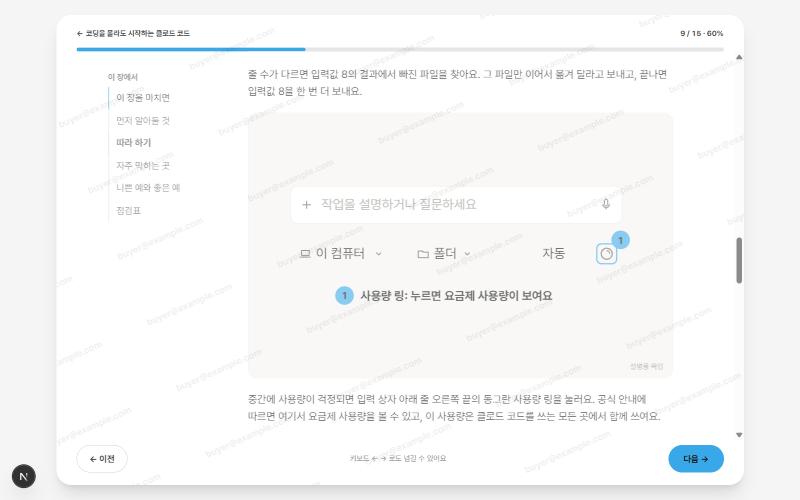 ← 코딩을 몰라도 시작하는 클로드 코드
9 / 15 · 60%
이 장에서
이 장을 마치면
먼저 알아둘 것
따라 하기
자주 막히는 곳
나쁜 예와 좋은 예
점검표
줄 수가 다르면 입력값 8의 결과에서 빠진 파일을 찾아요. 그 파일만 이어서 옮겨 달라고 보내고, 끝나면
입력값 8을 한 번 더 보내요.
작업을 설명하거나 질문하세요
이 컴퓨터
폴더
자동
1
1 사용량 링: 누르면 요금제 사용량이 보여요
설명용 화면
중간에 사용량이 걱정되면 입력 상자 아래 줄 오른쪽 끝의 동그란 사용량 링을 눌러요. 공식 안내에
따르면 여기서 요금제 사용량을 볼 수 있고, 이 사용량은 클로드 코드를 쓰는 모든 곳에서 함께 쓰여요.
← 이전
키보드 ← → 로도 넘길 수 있어요
다음 →
N
buyer@example.com